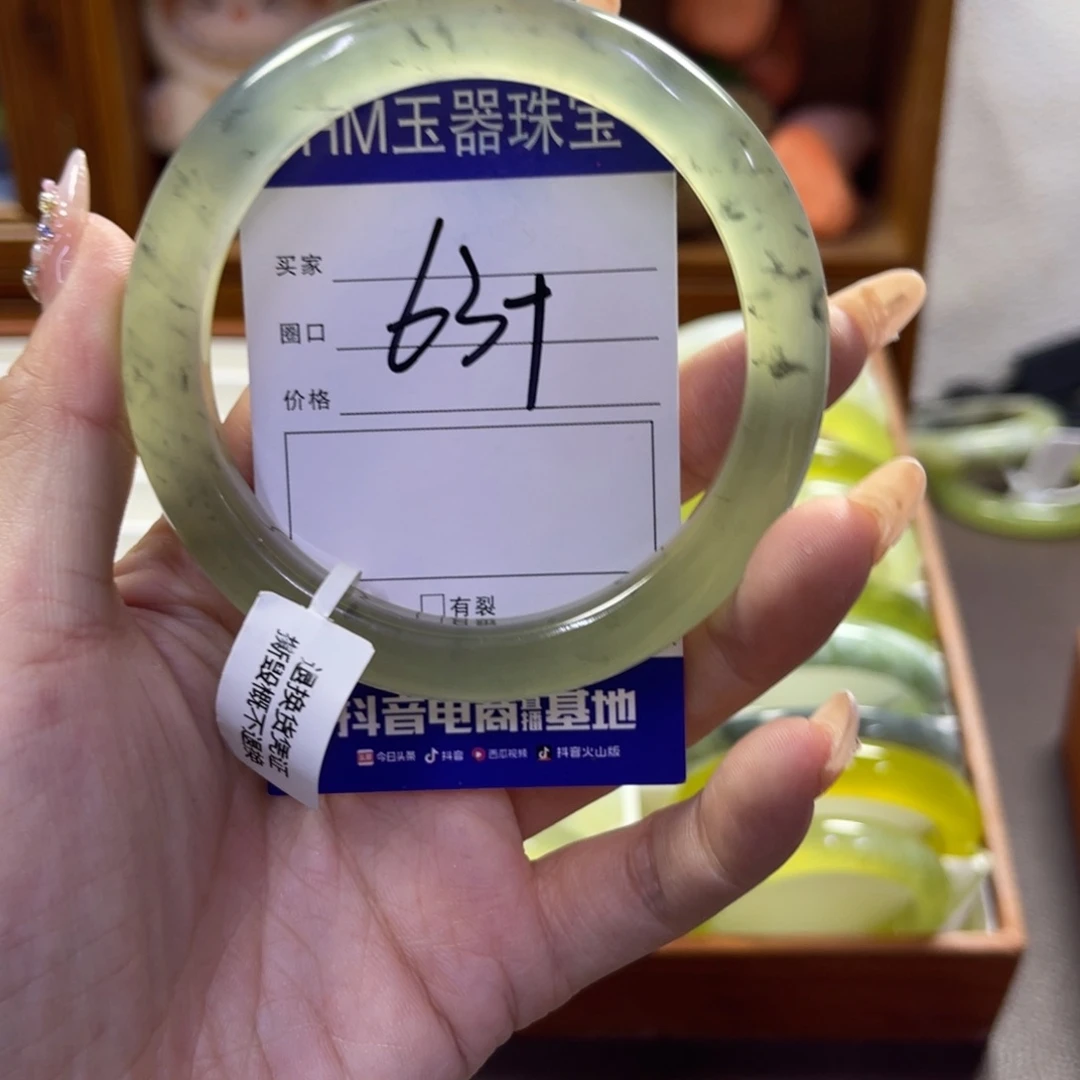 HM玉器珠宝
买家
圈口
价格
63+
□有裂
抖音电商直播基地
今日头条 抖音 西瓜视频 抖音火山版
退换货凭证
撕毁概不退换